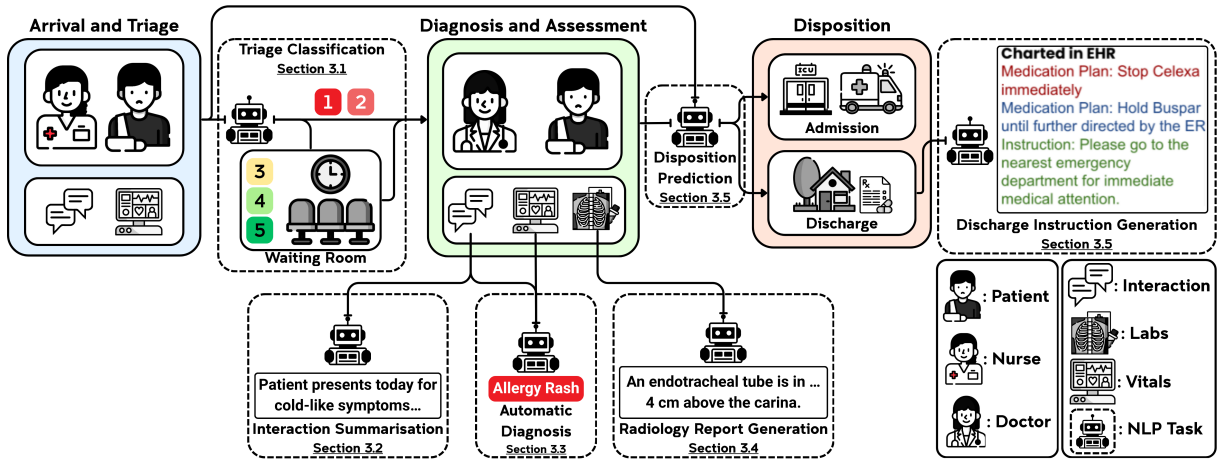 Arrival and Triage
Triage Classification
Section 3.1
1
2
3
4
5
Waiting Room
Diagnosis and Assessment
Disposition
Prediction
Section 3.5
Disposition
ICU
Admission
Rx
Discharge
Charted in EHR
Medication Plan: Stop Celexa
immediately
Medication Plan: Hold Buspar
until further directed by the ER
Instruction: Please go to the
nearest emergency
department for immediate
medical attention.
Discharge Instruction Generation
Section 3.5
Patient presents today for
cold-like symptoms...
Interaction Summarisation
Section 3.2
Allergy Rash
Automatic
Diagnosis
Section 3.3
An endotracheal tube is in ...
4 cm above the carina.
Radiology Report Generation
Section 3.4
: Patient
: Nurse
: Doctor
: Interaction
: Labs
: Vitals
: NLP Task